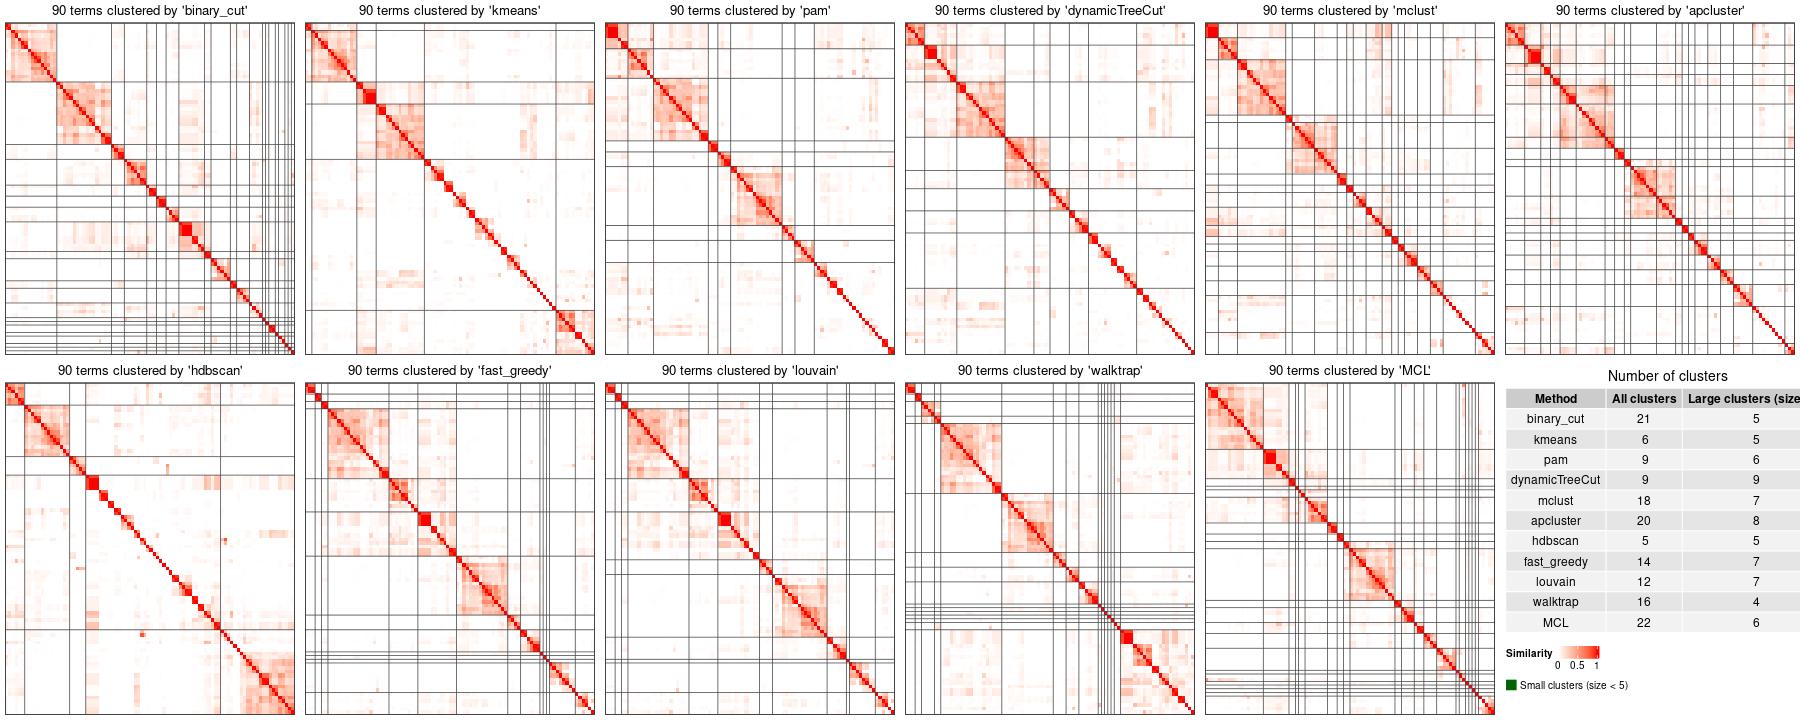 90 terms clustered by 'binary_cut'
90 terms clustered by 'kmeans'
90 terms clustered by 'pam'
90 terms clustered by 'dynamicTreeCut'
90 terms clustered by 'mclust'
90 terms clustered by 'apcluster'
90 terms clustered by 'hdbscan'
90 terms clustered by 'fast_greedy'
90 terms clustered by 'louvain'
90 terms clustered by 'walktrap'
90 terms clustered by 'MCL'
Number of clusters
Method All clusters Large clusters (size
binary_cut 21 5
kmeans 6 5
pam 9 6
dynamicTreeCut 9 9
mclust 18 7
apcluster 20 8
hdbscan 5 5
fast_greedy 14 7
louvain 12 7
walktrap 16 4
MCL 22 6
Similarity
0 0.5 1
Small clusters (size < 5)